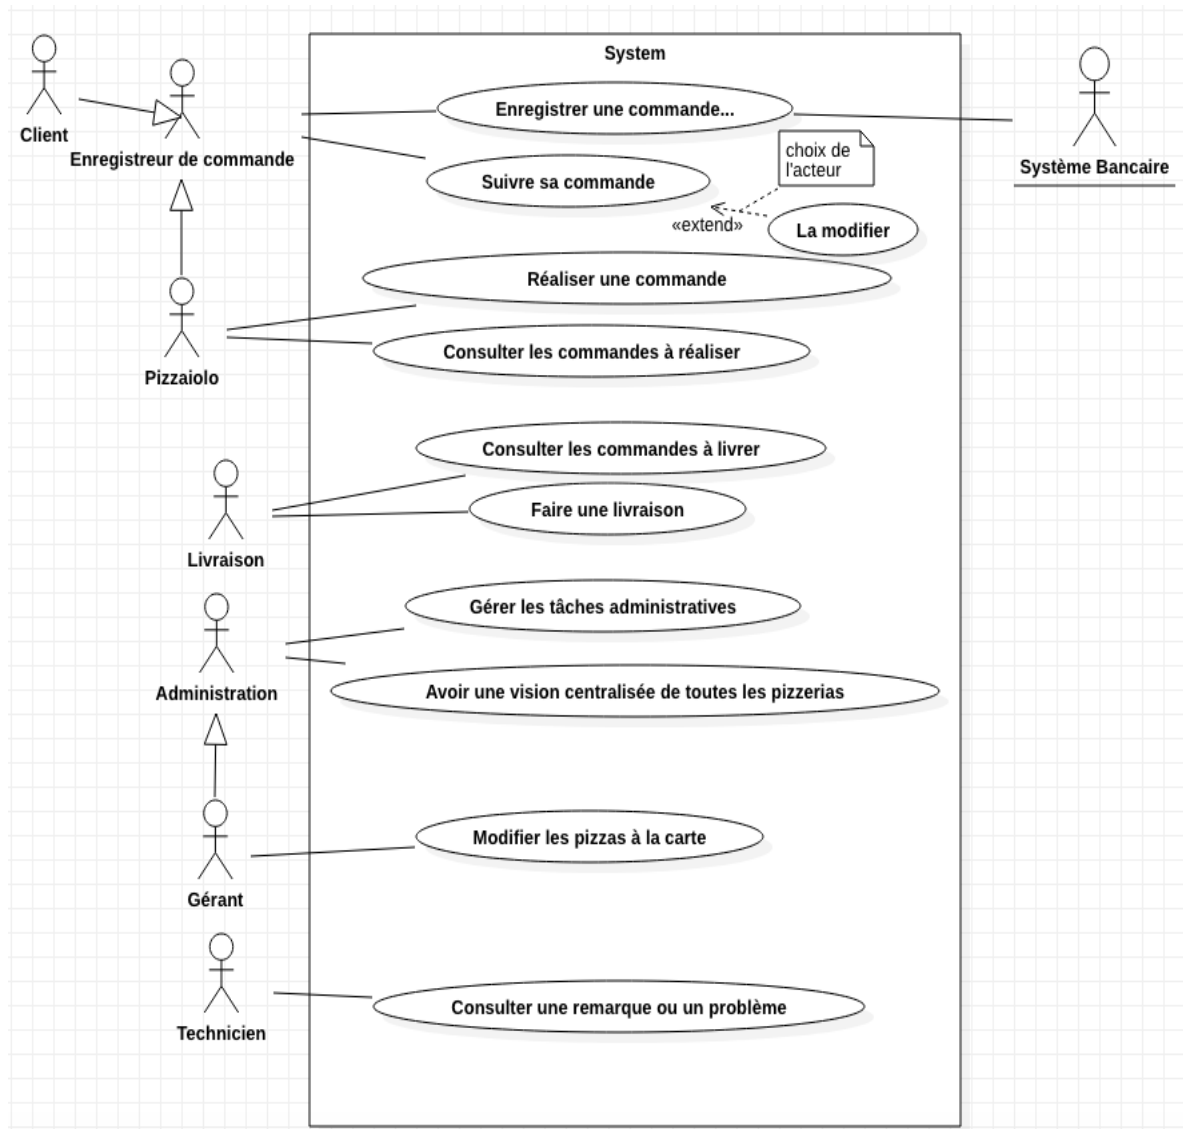 System
Client
Enregistreur de commande
Enregistrer une commande...
Système Bancaire
Suivre sa commande
choix de
l'acteur
«extend»
La modifier
Réaliser une commande
Consulter les commandes à réaliser
Pizzaiolo
Consulter les commandes à livrer
Faire une livraison
Livraison
Gérer les tâches administratives
Avoir une vision centralisée de toutes les pizzerias
Administration
Modifier les pizzas à la carte
Gérant
Consulter une remarque ou un problème
Technicien